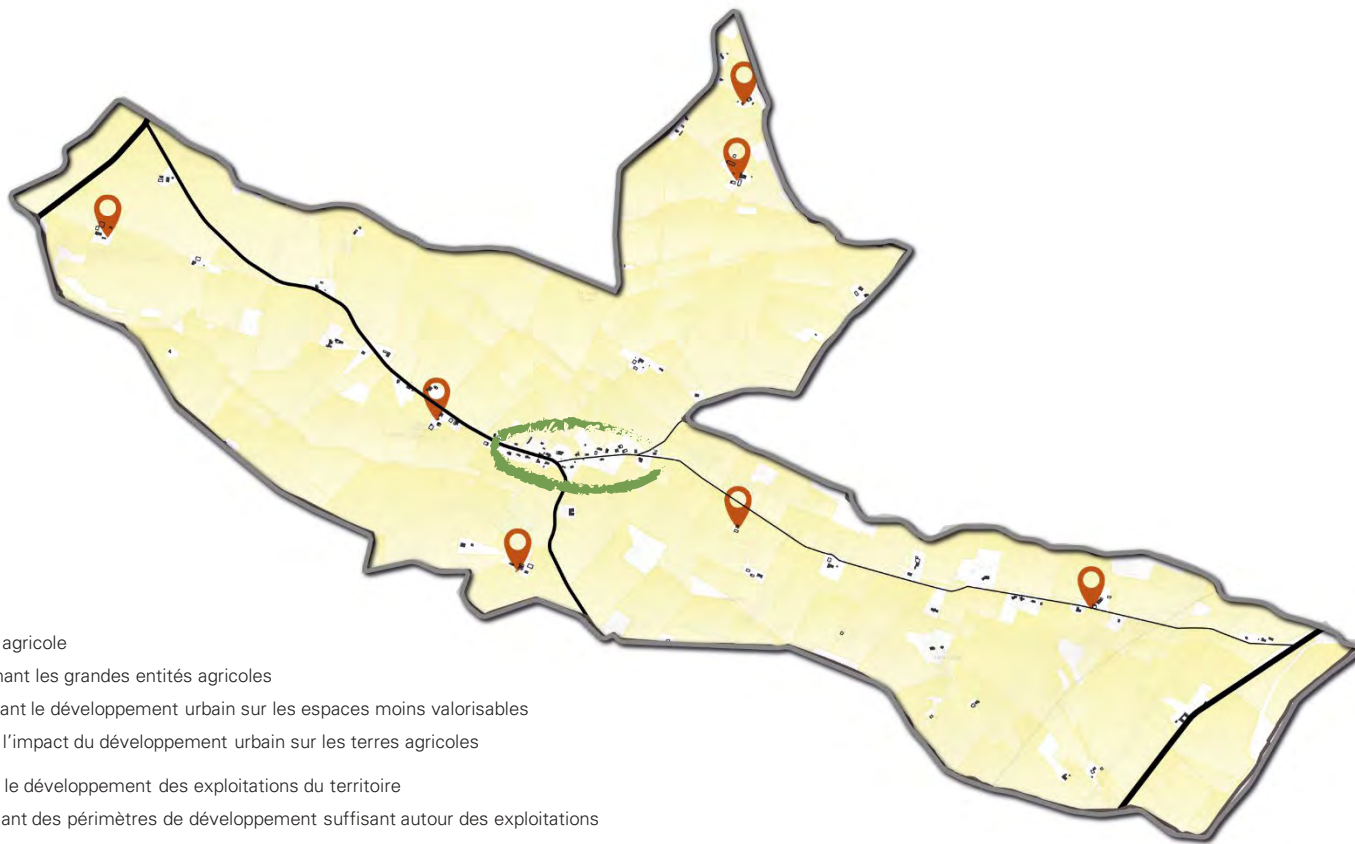 agricole
nant les grandes entités agricoles
ant le développement urbain sur les espaces moins valorisables
l'impact du développement urbain sur les terres agricoles
le développement des exploitations du territoire
ant des périmètres de développement suffisant autour des exploitations